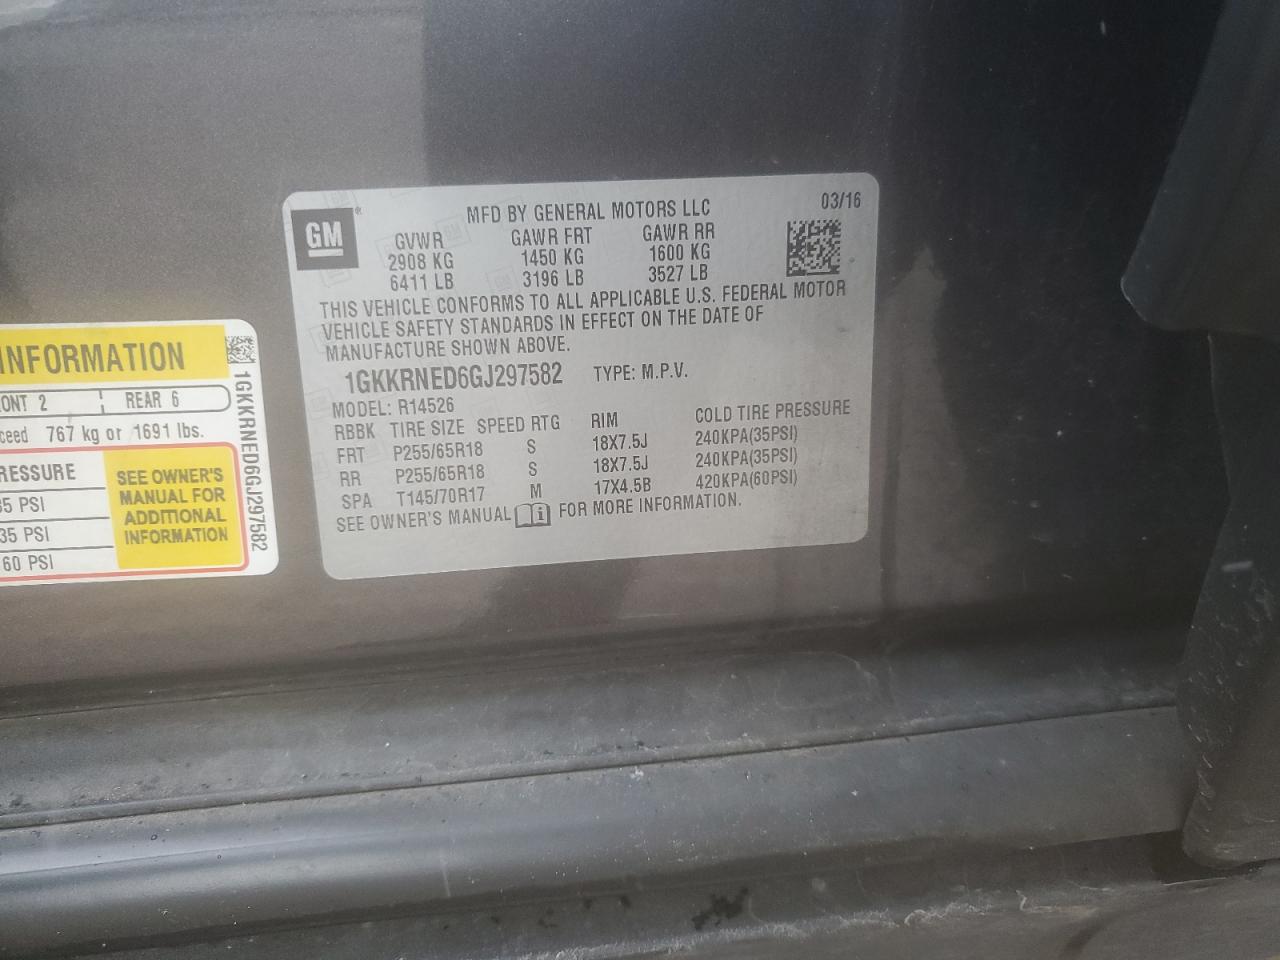 INFORMATION
ONT 2 REAR 6
ceed 767 kg or 1691 lbs.
RESSURE
35 PSI
35 PSI
60 PSI
SEE OWNER'S
MANUAL FOR
ADDITIONAL
INFORMATION
1GKKRNED6GJ297582
GM
MFD BY GENERAL MOTORS LLC 03/16
GVWR GAWR FRT GAWR RR
2908 KG 1450 KG 1600 KG
6411 LB 3196 LB 3527 LB
THIS VEHICLE CONFORMS TO ALL APPLICABLE U.S. FEDERAL MOTOR
VEHICLE SAFETY STANDARDS IN EFFECT ON THE DATE OF
MANUFACTURE SHOWN ABOVE.
1GKKRNED6GJ297582 TYPE: M.P.V.
MODEL: R14526
RBBK TIRE SIZE SPEED RTG RIM COLD TIRE PRESSURE
FRT P255/65R18 S 18X7.5J 240KPA(35PSI)
RR P255/65R18 S 18X7.5J 240KPA(35PSI)
SPA T145/70R17 M 17X4.5B 420KPA(60PSI)
SEE OWNER'S MANUAL i FOR MORE INFORMATION.